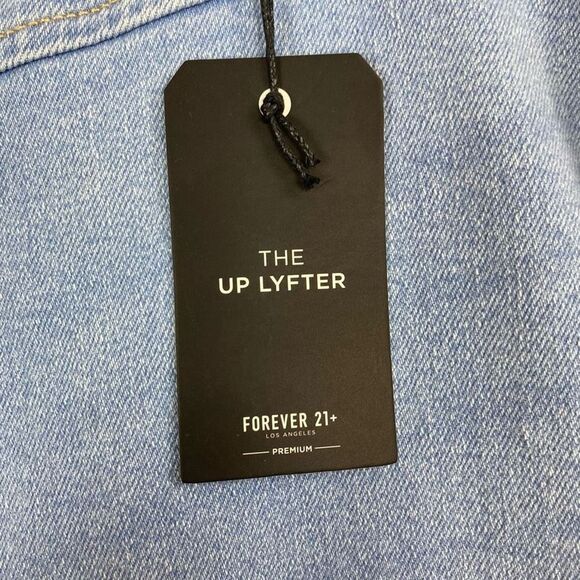 THE
UP LYFTER
FOREVER 21+
LOS ANGELES
PREMIUM